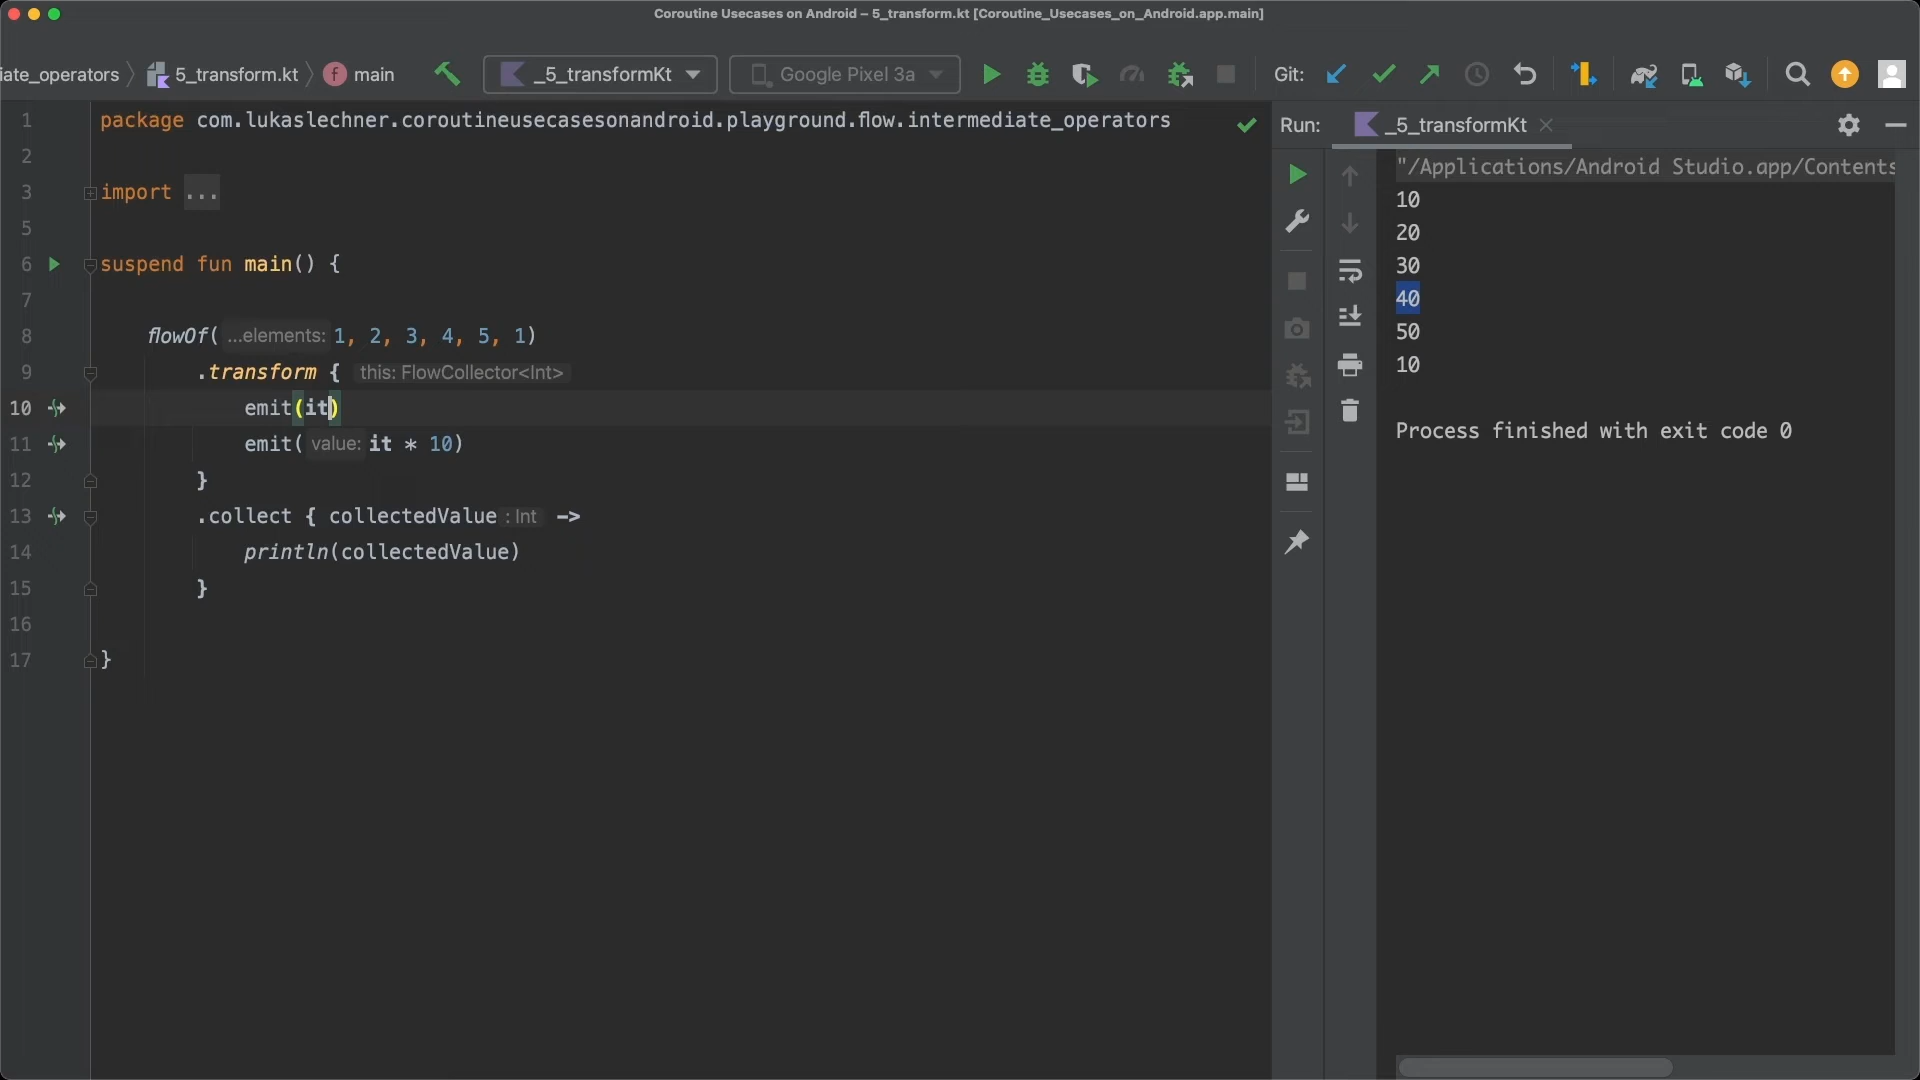 Coroutine Usecases on Android – 5_transform.kt [Coroutine_Usecases_on_Android.app.main]
iate_operators 5_transform.kt f main _5_transformKt Google Pixel 3a Git:
1 package com.lukaslechner.coroutineusecasesonandroid.playground.flow.intermediate_operators
2
3 import ...
5
6 suspend fun main() {
7
8 flowOf( ...elements: 1, 2, 3, 4, 5, 1)
9 .transform { this: FlowCollector<Int>
10 emit(it)
11 emit( value: it * 10)
12 }
13 .collect { collectedValue : Int ->
14 println(collectedValue)
15 }
16
17 }
Run: _5_transformKt
"/Applications/Android Studio.app/Contents
10
20
30
40
50
10
Process finished with exit code 0